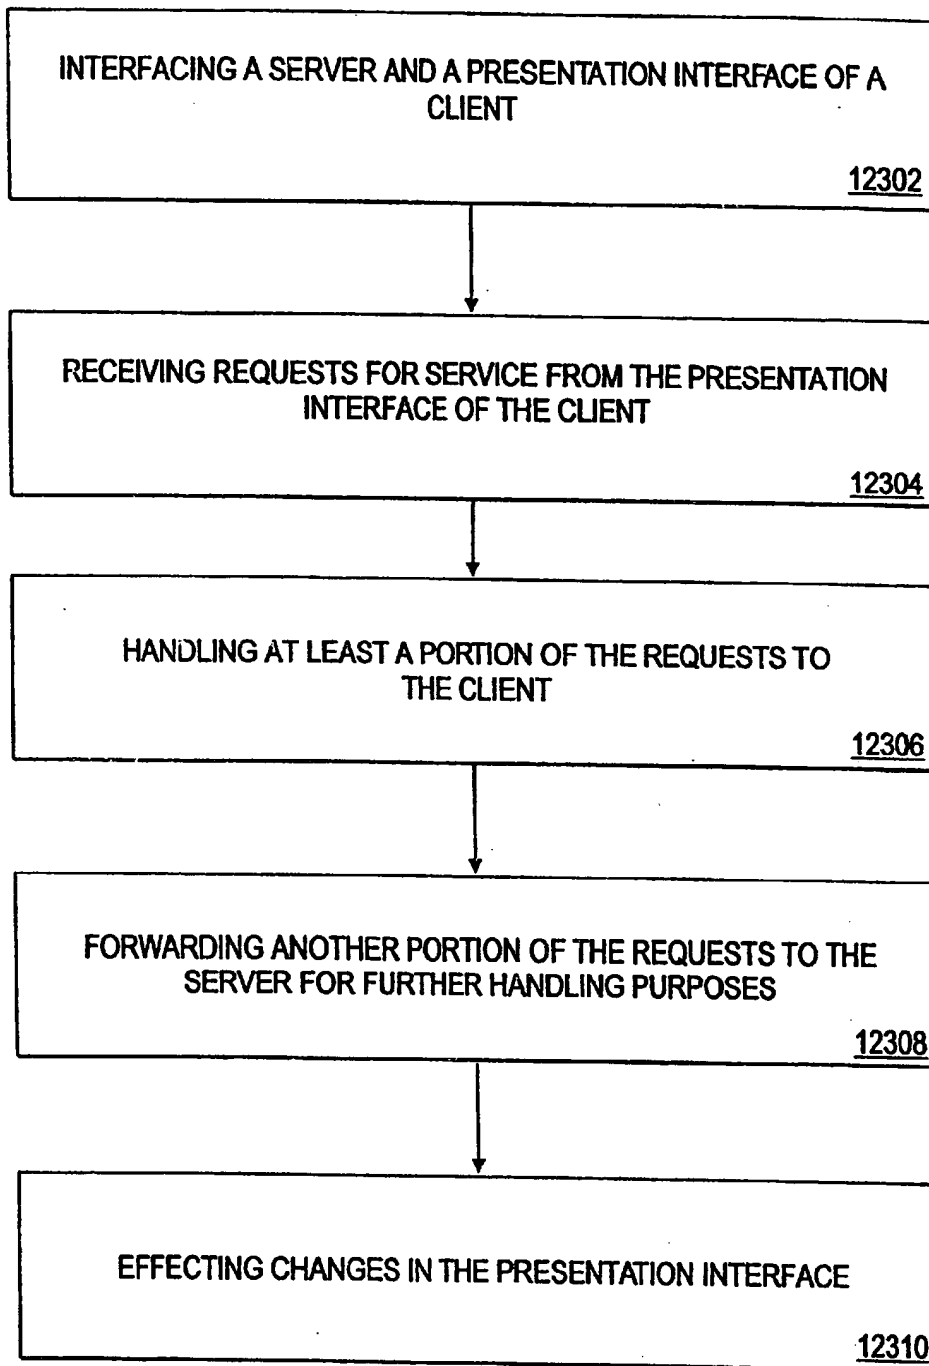 INTERFACING A SERVER AND A PRESENTATION INTERFACE OF A
CLIENT
12302
RECEIVING REQUESTS FOR SERVICE FROM THE PRESENTATION
INTERFACE OF THE CLIENT
12304
HANDLING AT LEAST A PORTION OF THE REQUESTS TO
THE CLIENT
12306
FORWARDING ANOTHER PORTION OF THE REQUESTS TO THE
SERVER FOR FURTHER HANDLING PURPOSES
12308
EFFECTING CHANGES IN THE PRESENTATION INTERFACE
12310